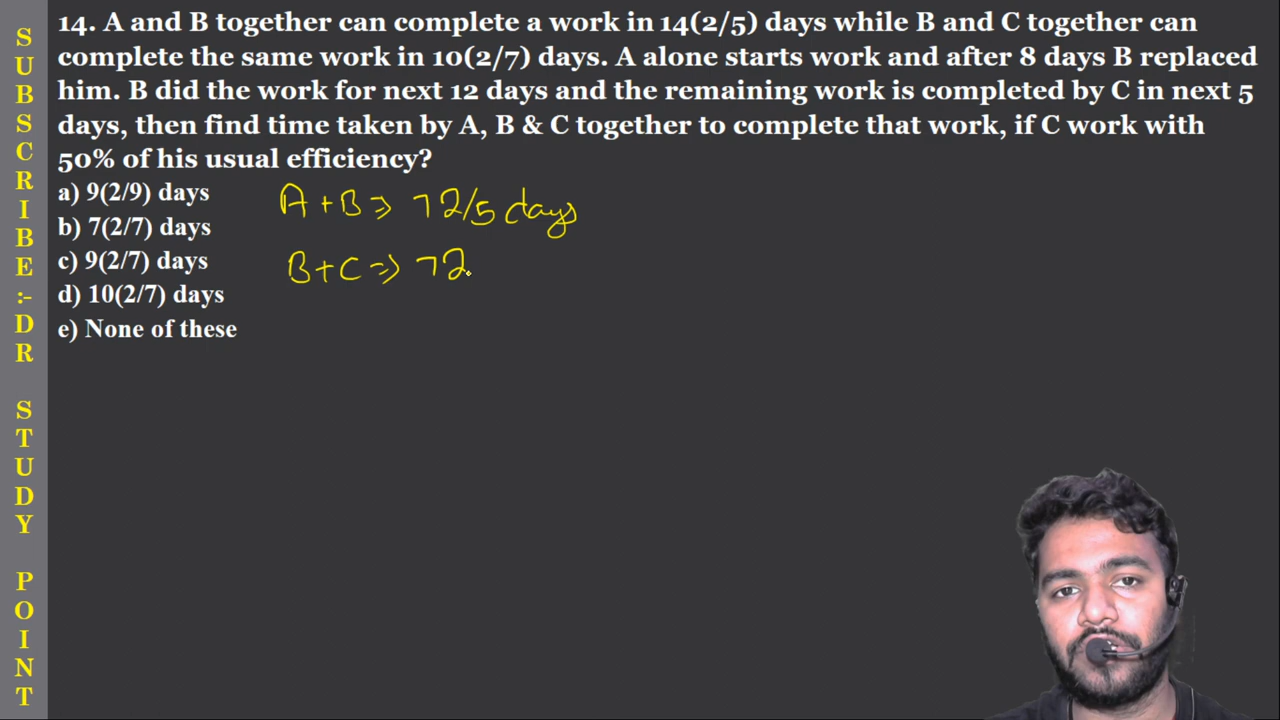 SUBSCRIBE:-DR STUDY POINT
14. A and B together can complete a work in 14(2/5) days while B and C together can
complete the same work in 10(2/7) days. A alone starts work and after 8 days B replaced
him. B did the work for next 12 days and the remaining work is completed by C in next 5
days, then find time taken by A, B & C together to complete that work, if C work with
50% of his usual efficiency?
a) 9(2/9) days
b) 7(2/7) days
c) 9(2/7) days
d) 10(2/7) days
e) None of these
A+B ⇒ 72/5 days
B+C ⇒ 72